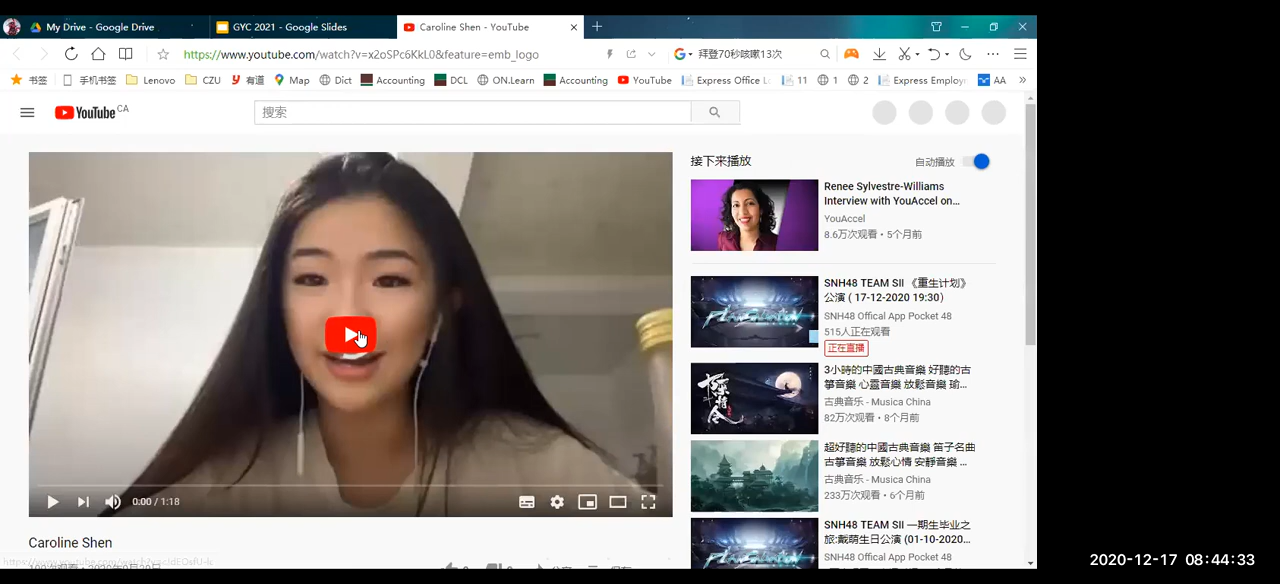 My Drive - Google Drive
GYC 2021 - Google Slides
Caroline Shen - YouTube
https://www.youtube.com/watch?v=x2oSPc6KkL0&feature=emb_logo
拜登70秒咳嗽13次
书签
手机书签
Lenovo
CZU
有道
Map
Dict
Accounting
DCL
ON.Learn
Accounting
YouTube
Express Office L
11
1
2
Express Employ
AA
YouTube CA
搜索
接下来播放
自动播放
Renee Sylvestre-Williams
Interview with YouAccel on…
YouAccel
8.6万次观看 • 5个月前
SNH48 TEAM SII 《重生计划》
公演 ( 17-12-2020 19:30)
SNH48 Offical App Pocket 48
515人正在观看
正在直播
3小時的中國古典音樂 好聽的古
箏音樂 心靈音樂 放鬆音樂 瑜…
古典音乐 - Musica China
82万次观看 • 8个月前
超好聽的中國古典音樂 笛子名曲
古箏音樂 放鬆心情 安靜音樂 ...
古典音乐 - Musica China
233万次观看 • 6个月前
SNH48 TEAM SII 一期生毕业之
旅:戴萌生日公演 (01-10-2020...
SNH48 Offical App Pocket 48
0:00 / 1:18
Caroline Shen
2020-12-17 08:44:33